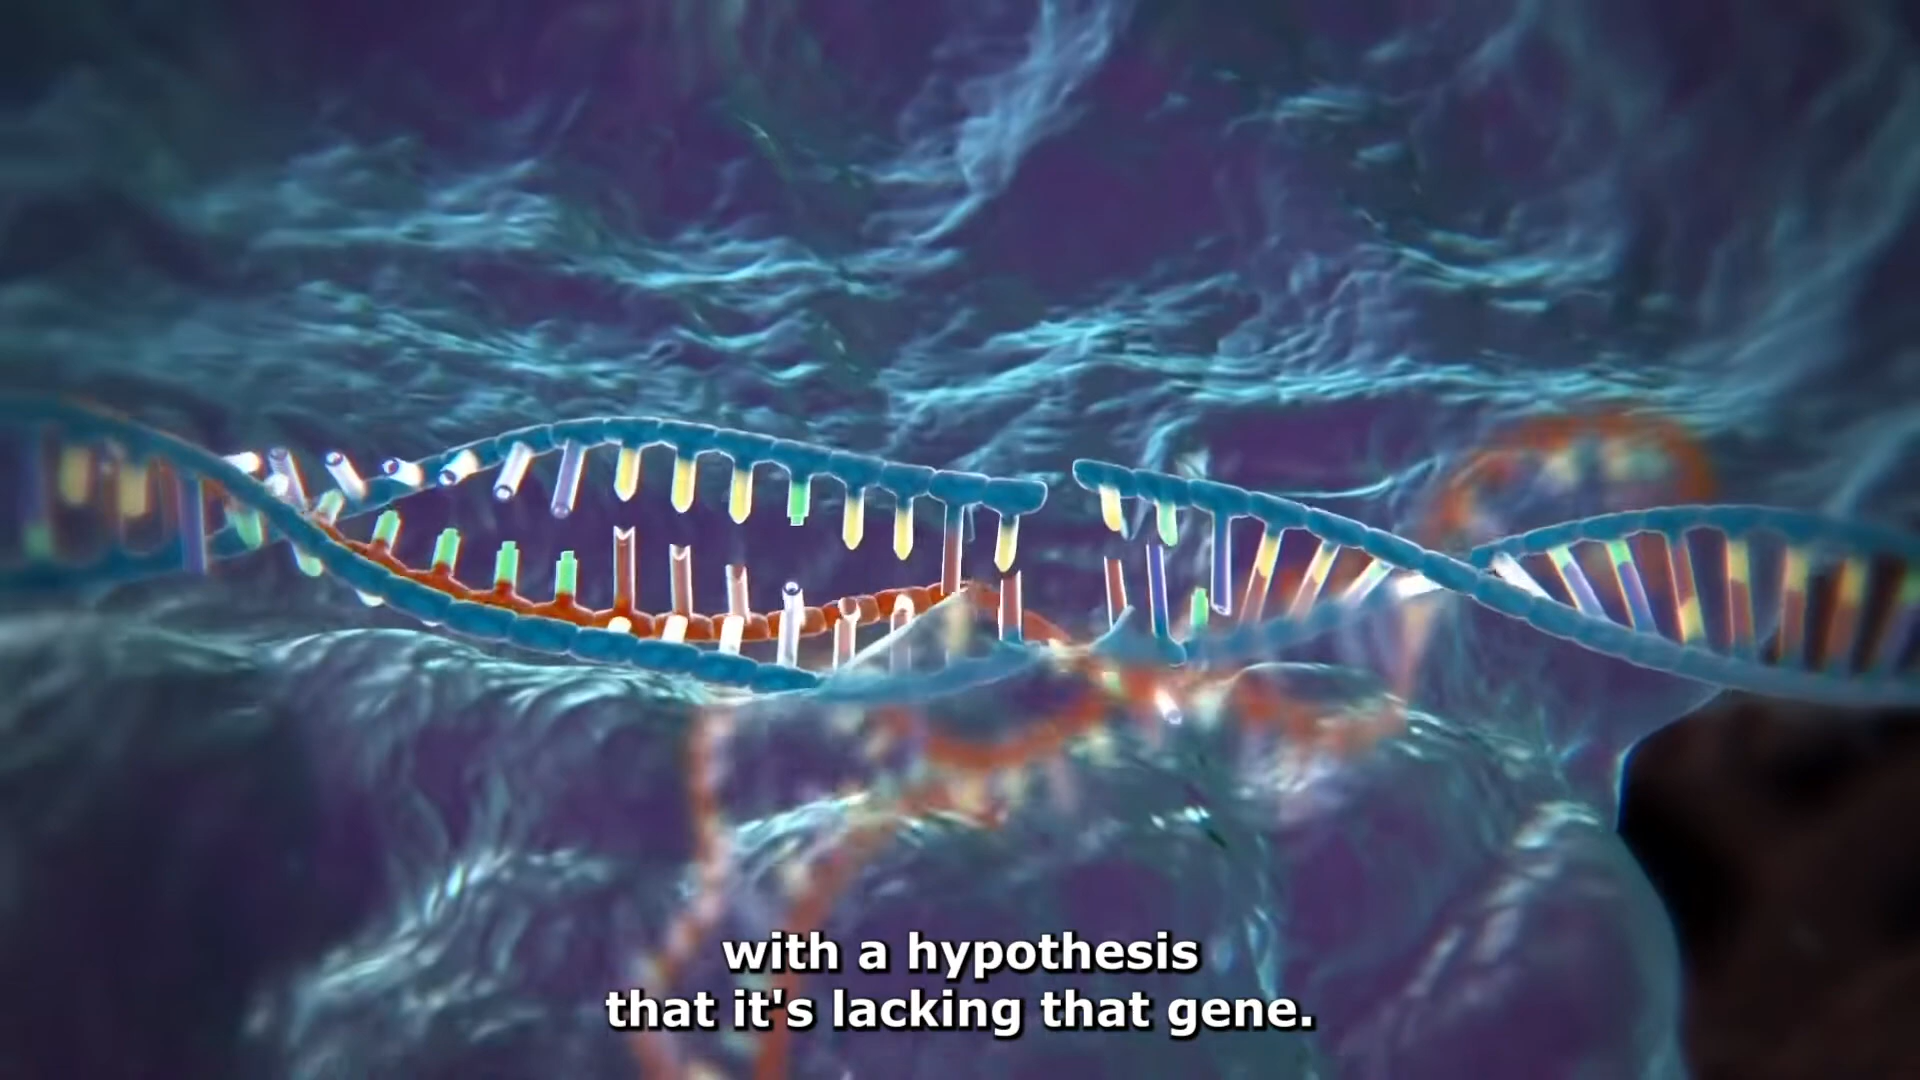 with a hypothesis
that it's lacking that gene.